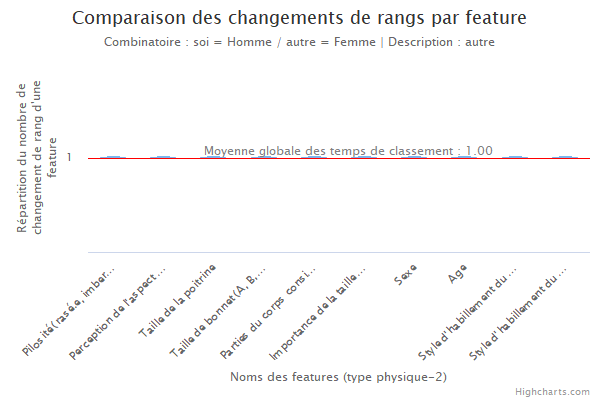 Comparaison des changements de rangs par feature
Combinatoire : soi = Homme / autre = Femme | Description : autre
Répartition du nombre de
changement de rang d'une
feature
1
Moyenne globale des temps de classement : 1.00
Pilosité(rasée, imber…
Perception de l'aspect…
Taille de la poitrine
Taille de bonnet(A, B,…
Parties du corps consi…
Importance de la taille…
Sexe
Age
Style d'habillement du …
Style d'habillement du …
Noms des features (type physique-2)
Highcharts.com